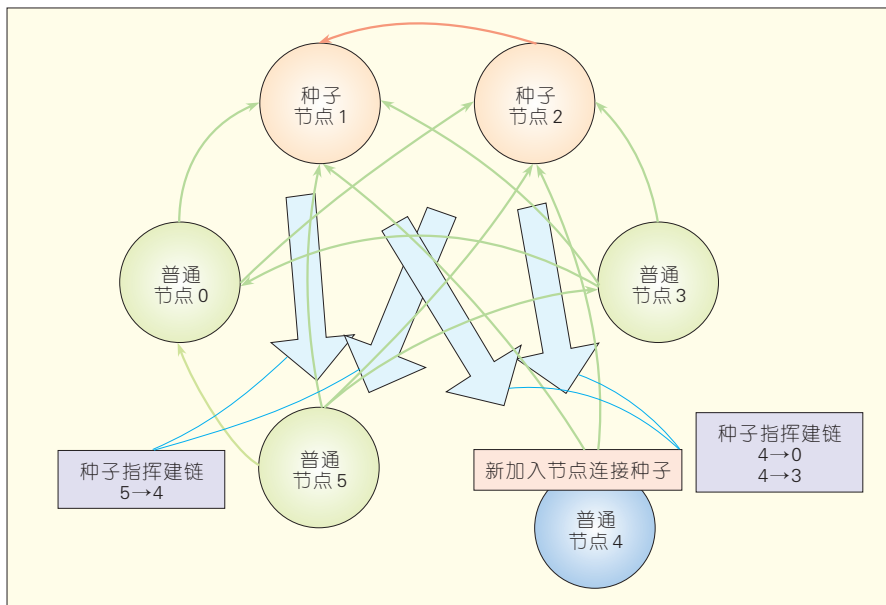 种子
节点1
种子
节点2
普通
节点0
普通
节点3
种子指挥建链
5→4
普通
节点5
新加入节点连接种子
普通
节点4
种子指挥建链
4→0
4→3